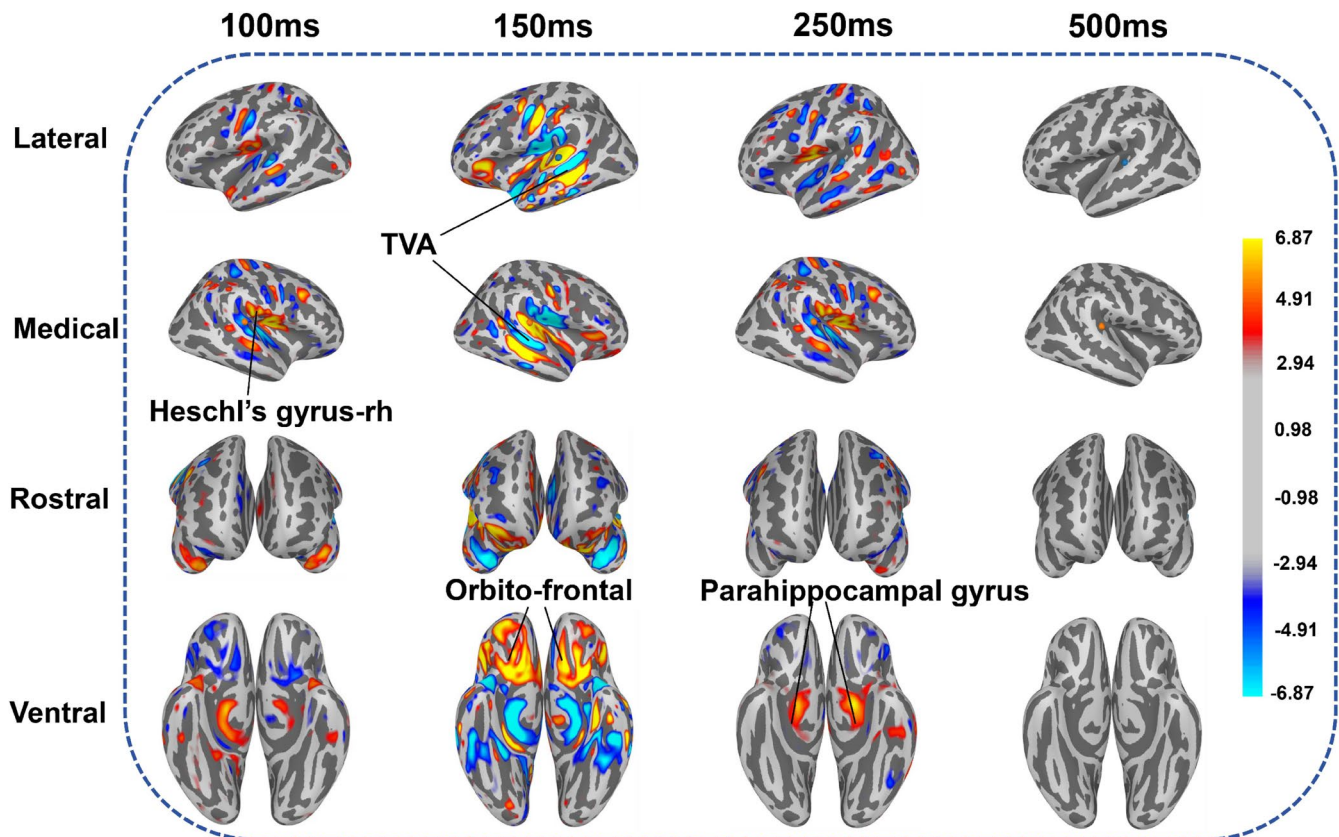 100ms 150ms 250ms 500ms
Lateral
TVA
6.87
4.91
2.94
0.98
-0.98
-2.94
-4.91
-6.87
Medical
Heschl's gyrus-rh
Rostral
Orbito-frontal Parahippocampal gyrus
Ventral